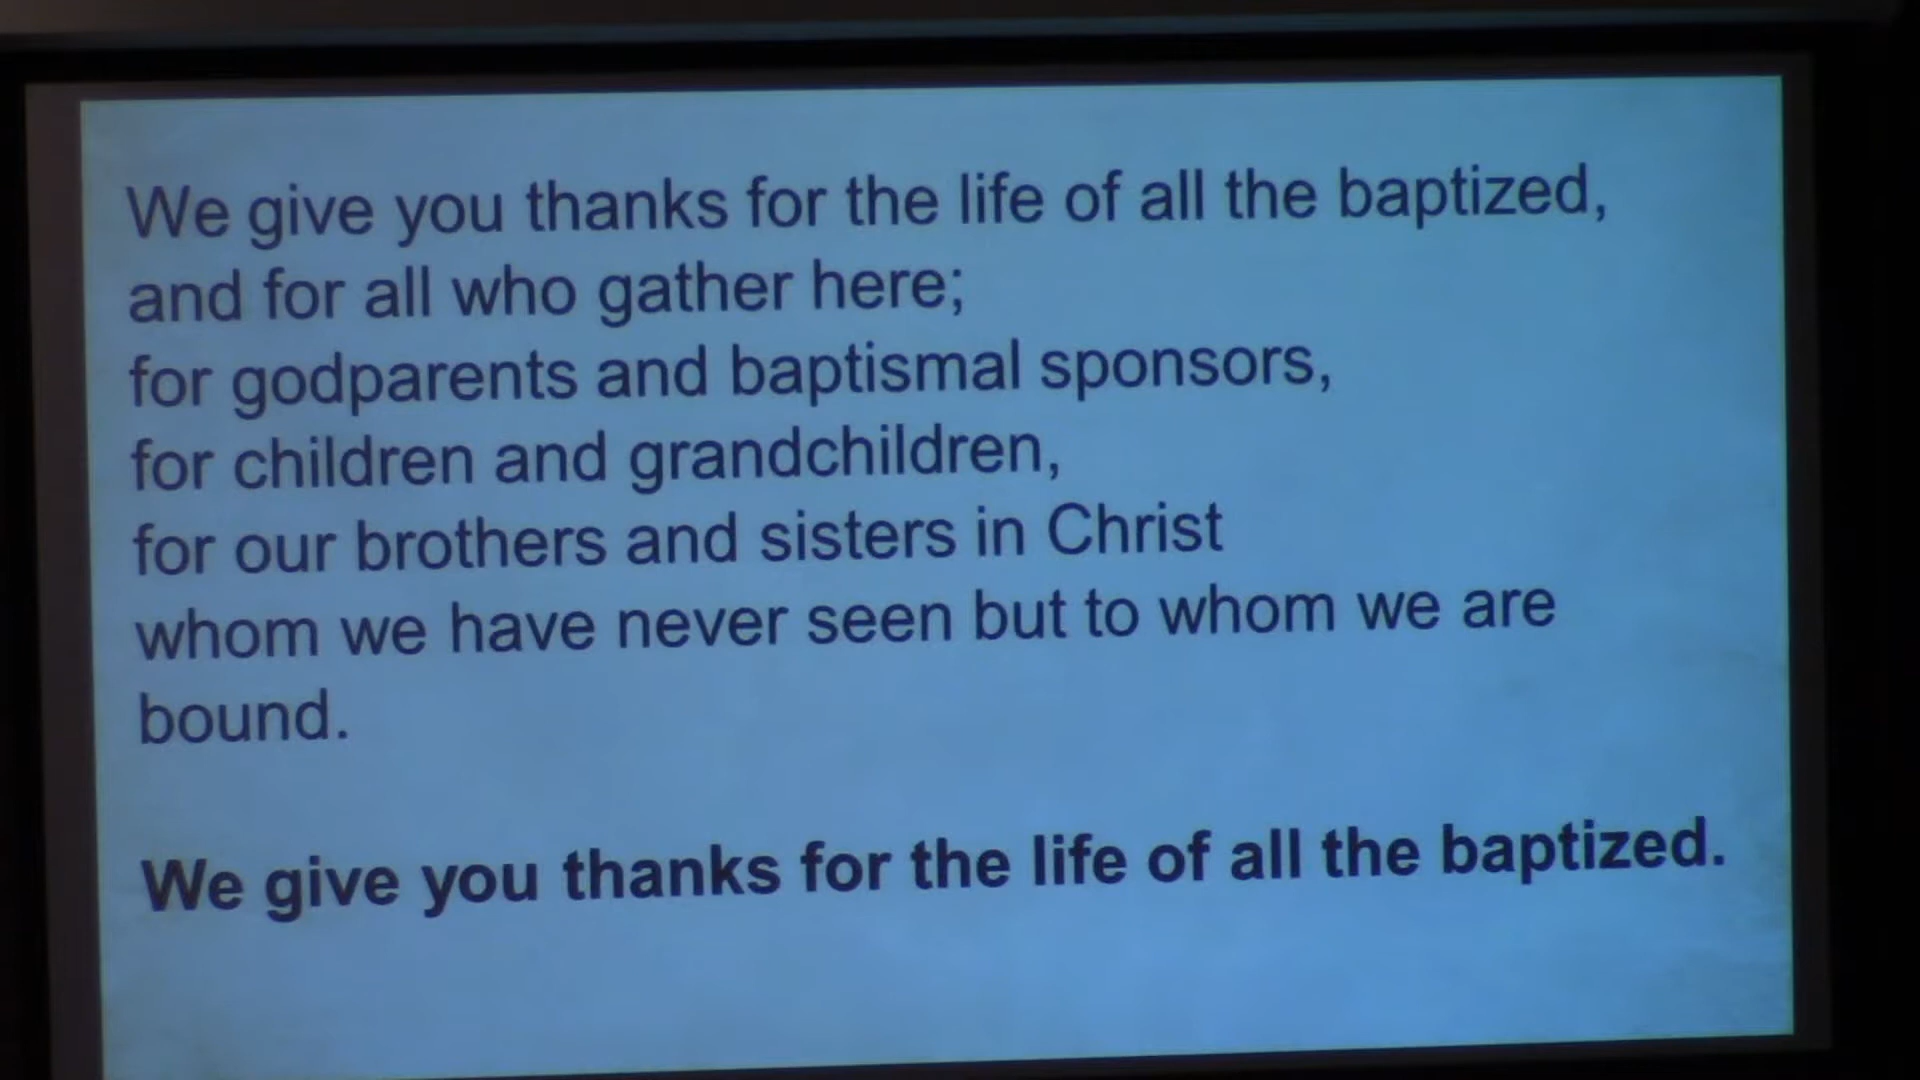 We give you thanks for the life of all the baptized,
and for all who gather here;
for godparents and baptismal sponsors,
for children and grandchildren,
for our brothers and sisters in Christ
whom we have never seen but to whom we are
bound.
We give you thanks for the life of all the baptized.